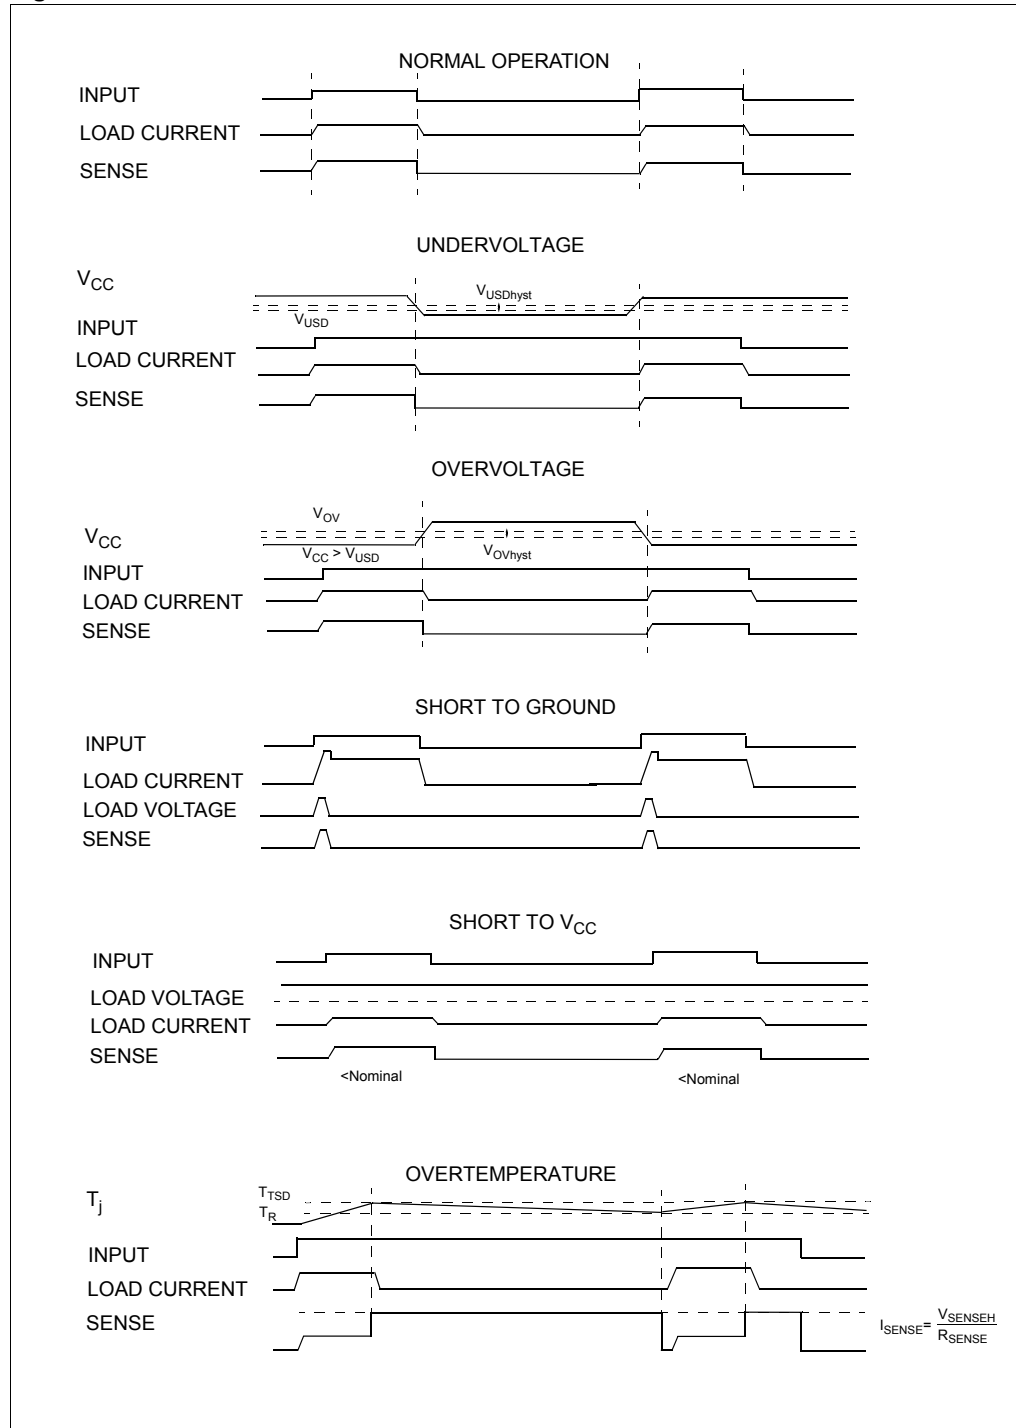 NORMAL OPERATION
INPUT
LOAD CURRENT
SENSE
UNDERVOLTAGE
VCC
VUSDhyst
VUSD
INPUT
LOAD CURRENT
SENSE
OVERVOLTAGE
VOV
VCC
VCC > VUSD
VOVhyst
INPUT
LOAD CURRENT
SENSE
SHORT TO GROUND
INPUT
LOAD CURRENT
LOAD VOLTAGE
SENSE
SHORT TO VCC
INPUT
LOAD VOLTAGE
LOAD CURRENT
SENSE
<Nominal <Nominal
OVERTEMPERATURE
Tj
TTSD
TR
INPUT
LOAD CURRENT
SENSE
ISENSE= VSENSEH
RSENSE